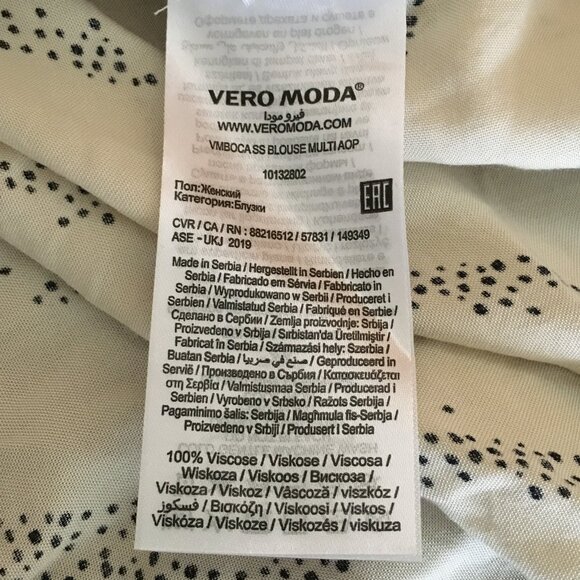 VERO MODA®
فيرو مودا
WWW.VEROMODA.COM
VMBOCA SS BLOUSE MULTI AOP
10132802
Пол:Женский
Категория:Блузки
EAC
CVR / CA / RN : 88216512 / 57831 / 149349
ASE - UKJ 2019
Made in Serbia / Hergestellt in Serbien / Hecho en
Serbia / Fabricado em Sérvia / Fabbricato in
Serbia / Wyprodukowano w Serbii / Produceret i
Serbien / Valmistatud Serbia / Fabriqué en Serbie /
Сделано в Сербии / Zemlja proizvodnje: Srbija /
Proizvedeno v Srbija / Sırbistan'da Üretilmiştir /
Fabricat în Serbia / Származási hely: Szerbia /
Buatan Serbia / صنع في صربيا / Geproduceerd in
Servië / Произведено в Сърбия / Κατασκευάζεται
στη Σερβία / Valmistusmaa Serbia / Producerad i
Serbien / Vyrobeno v Srbsko / Ražots Serbija /
Pagaminimo šalis: Serbija / Magħmula fis-Serbja /
Proizvedeno v Srbiji / Produsert i Serbia
100% Viscose / Viskose / Viscosa /
Wiskoza / Viskoos / Вискоза /
Viskoza / Viskoz / Vâscoză / viszkóz /
فسكوز / Βισκόζη / Viskoosi / Viskos /
Viskóza / Viskoze / Viskozės / viskuza